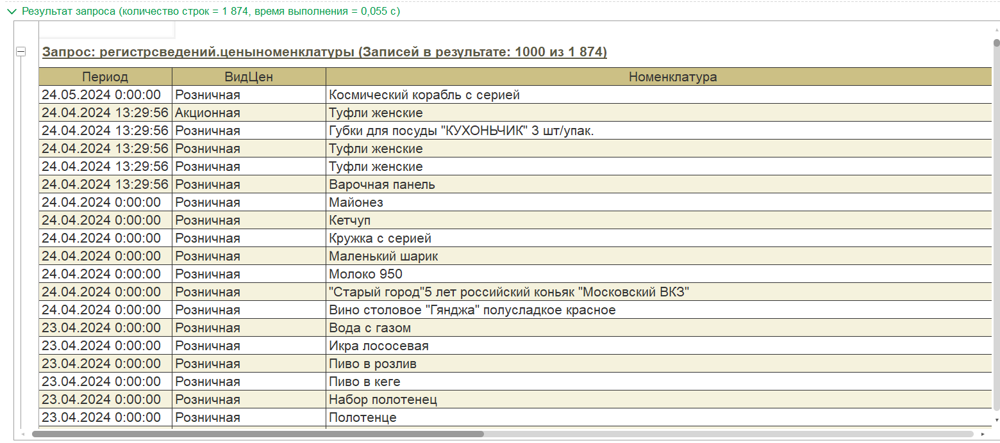 Результат запроса (количество строк = 1 874, время выполнения = 0,055 с)
Запрос: регистрсведений.ценыноменклатуры (Записей в результате: 1000 из 1 874)
Период ВидЦен Номенклатура
24.05.2024 0:00:00 Розничная Космический корабль с серией
24.04.2024 13:29:56 Акционная Туфли женские
24.04.2024 13:29:56 Розничная Губки для посуды "КУХОНЬЧИК" 3 шт/упак.
24.04.2024 13:29:56 Розничная Туфли женские
24.04.2024 13:29:56 Розничная Туфли женские
24.04.2024 13:29:56 Розничная Варочная панель
24.04.2024 0:00:00 Розничная Майонез
24.04.2024 0:00:00 Розничная Кетчуп
24.04.2024 0:00:00 Розничная Кружка с серией
24.04.2024 0:00:00 Розничная Маленький шарик
24.04.2024 0:00:00 Розничная Молоко 950
24.04.2024 0:00:00 Розничная "Старый город"5 лет российский коньяк "Московский ВКЗ"
24.04.2024 0:00:00 Розничная Вино столовое "Гянджа" полусладкое красное
23.04.2024 0:00:00 Розничная Вода с газом
23.04.2024 0:00:00 Розничная Икра лососевая
23.04.2024 0:00:00 Розничная Пиво в розлив
23.04.2024 0:00:00 Розничная Пиво в кеге
23.04.2024 0:00:00 Розничная Набор полотенец
23.04.2024 0:00:00 Розничная Полотенце